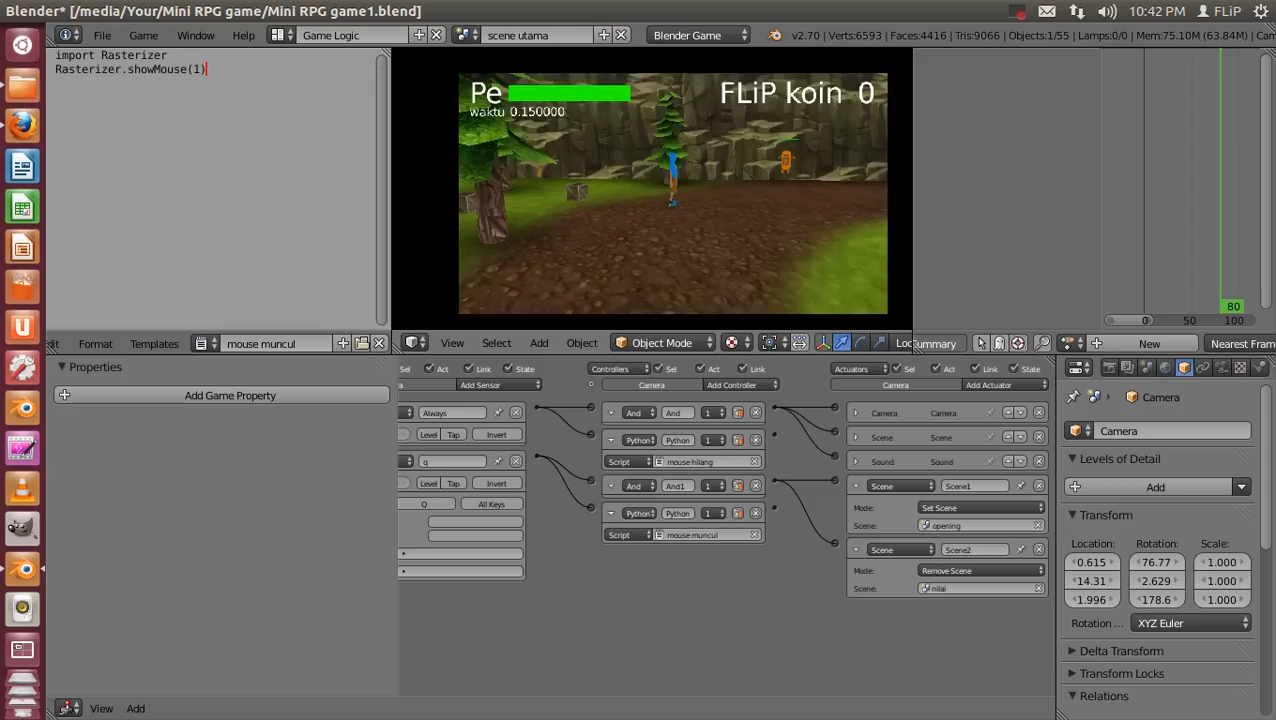 Blender* [/media/Your/Mini RPG game/Mini RPG game1.blend]
10:42 PM FLiP
File Game Window Help Game Logic scene utama Blender Game v2.70 | Verts:6593 | Faces:4416 | Tris:9066 | Objects:1/55 | Lamps:0/0 | Mem:75.10M (63.84M) | Cam
import Rasterizer
Rasterizer.showMouse(1)
Pe
FLiP koin 0
waktu 0.150000
80
0 50 100
dit Format Templates mouse muncul
View Select Add Object Object Mode Loc
Summary New Nearest Fram
Properties
Add Game Property
Sel Act Link State
Camera Add Sensor
Always
Level Tap Invert
q
Level Tap Invert
Q All Keys
Controllers Sel Act Link
Camera Add Controller
And And 1
Python Python 1
Script mouse hilang
And And1 1
Python Python 1
Script mouse muncul
Actuators Sel Act Link State
Camera Add Actuator
Camera Camera
Scene Scene
Sound Sound
Scene Scene1
Mode: Set Scene
Scene: opening
Scene Scene2
Mode: Remove Scene
Scene: nilai
Camera
Camera
Levels of Detail
Add
Transform
Location: Rotation: Scale:
0.615 76.77 1.000
14.31 2.629 1.000
1.996 178.6 1.000
Rotation XYZ Euler
Delta Transform
Transform Locks
Relations
View Add